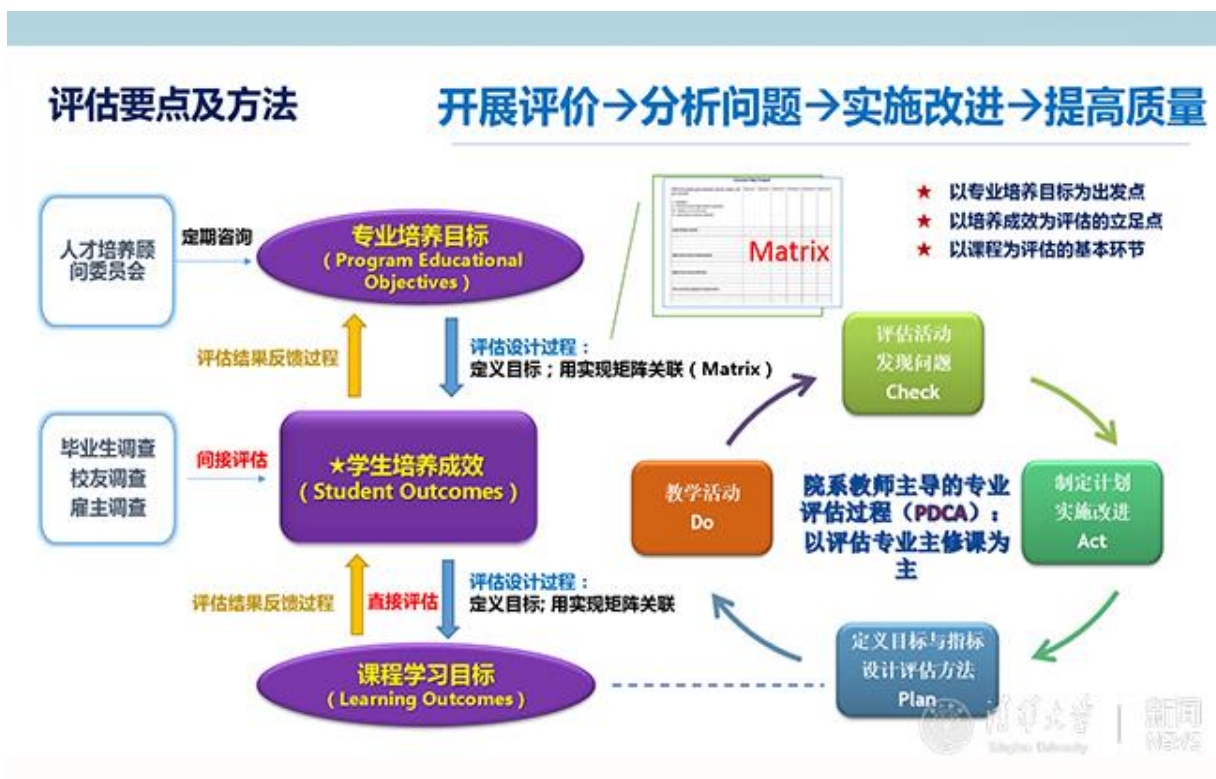 评估要点及方法
开展评价→分析问题→实施改进→提高质量
人才培养顾
问委员会
定期咨询
专业培养目标
（Program Educational
Objectives）
Matrix
★ 以专业培养目标为出发点
★ 以培养成效为评估的立足点
★ 以课程为评估的基本环节
评估结果反馈过程
评估设计过程：
定义目标；用实现矩阵关联（Matrix）
毕业生调查
校友调查
雇主调查
间接评估
★学生培养成效
（Student Outcomes）
评估结果反馈过程
直接评估
评估设计过程：
定义目标; 用实现矩阵关联
课程学习目标
（Learning Outcomes）
评估活动
发现问题
Check
教学活动
Do
院系教师主导的专业
评估过程（PDCA）：
以评估专业主修课为
主
制定计划
实施改进
Act
定义目标与指标
设计评估方法
Plan
清华大学
Tsinghua University
新闻
NEWS